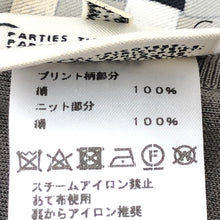 PARTIES
プリント柄部分
絹 100%
ニット部分
綿 100%
スチームアイロン禁止
あて布使用
裏からアイロン推奨